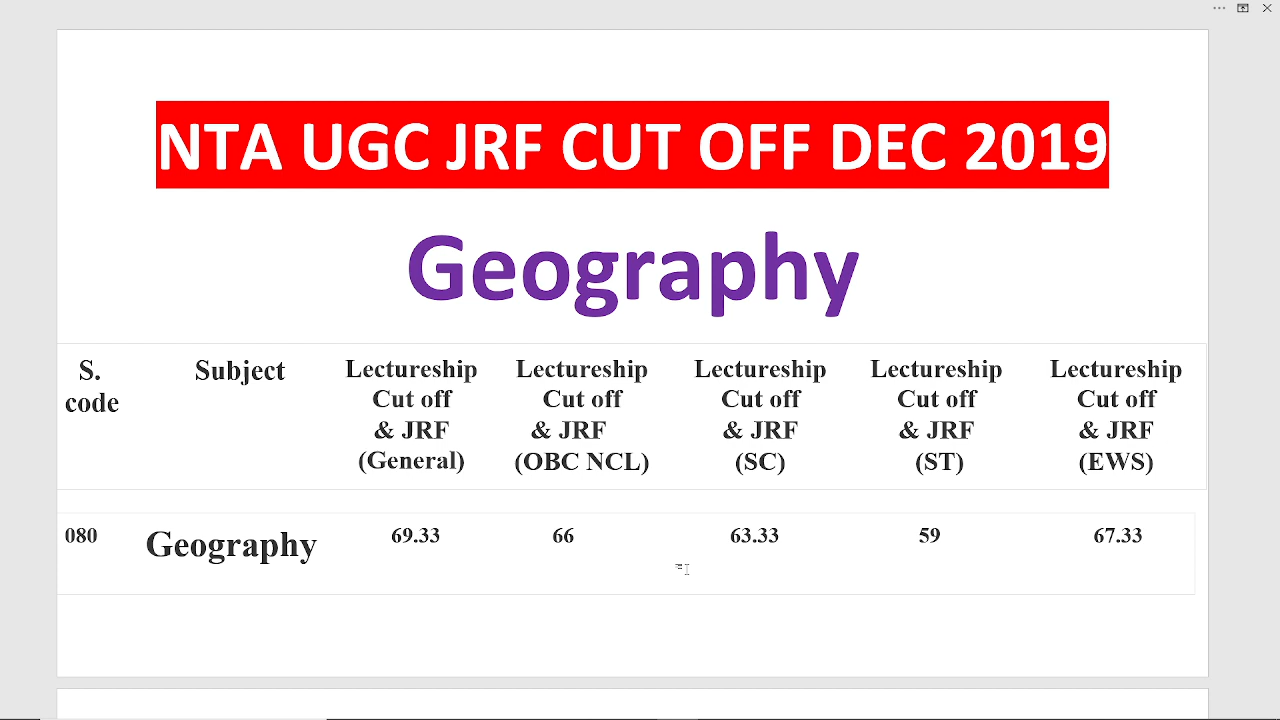 NTA UGC JRF CUT OFF DEC 2019
Geography
S. code Subject Lectureship Cut off & JRF (General) Lectureship Cut off & JRF (OBC NCL) Lectureship Cut off & JRF (SC) Lectureship Cut off & JRF (ST) Lectureship Cut off & JRF (EWS)
080 Geography 69.33 66 63.33 59 67.33